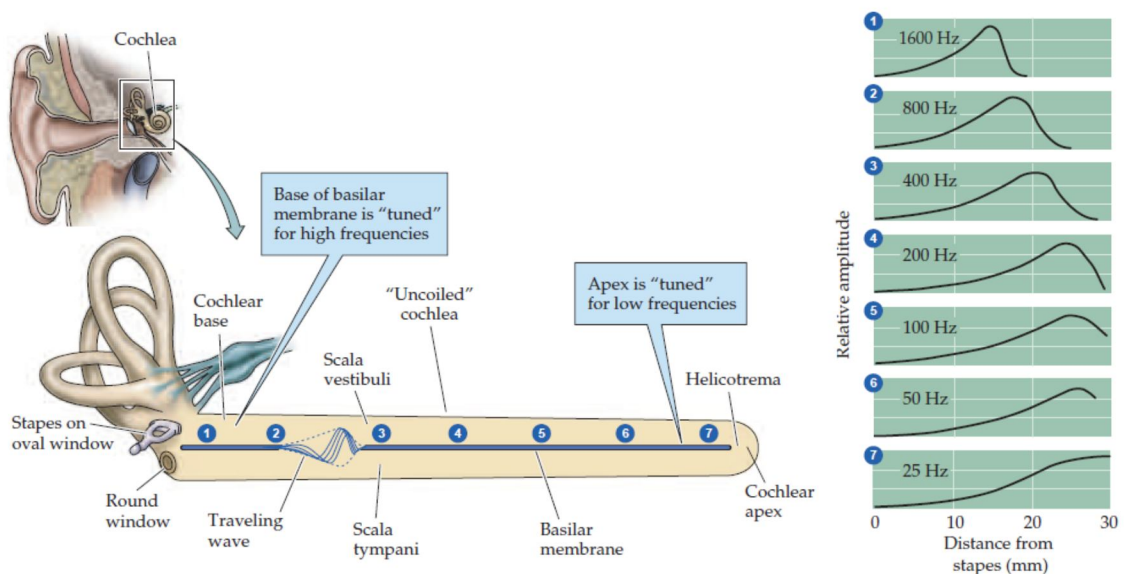 Cochlea
Base of basilar
membrane is “tuned”
for high frequencies
Cochlear
base
“Uncoiled”
cochlea
Apex is “tuned”
for low frequencies
Scala
vestibuli
Helicotrema
Stapes on
oval window
1
2
3
4
5
6
7
Round
window
Traveling
wave
Scala
tympani
Basilar
membrane
Cochlear
apex
Relative amplitude
1
1600 Hz
2
800 Hz
3
400 Hz
4
200 Hz
5
100 Hz
6
50 Hz
7
25 Hz
0 10 20 30
Distance from
stapes (mm)